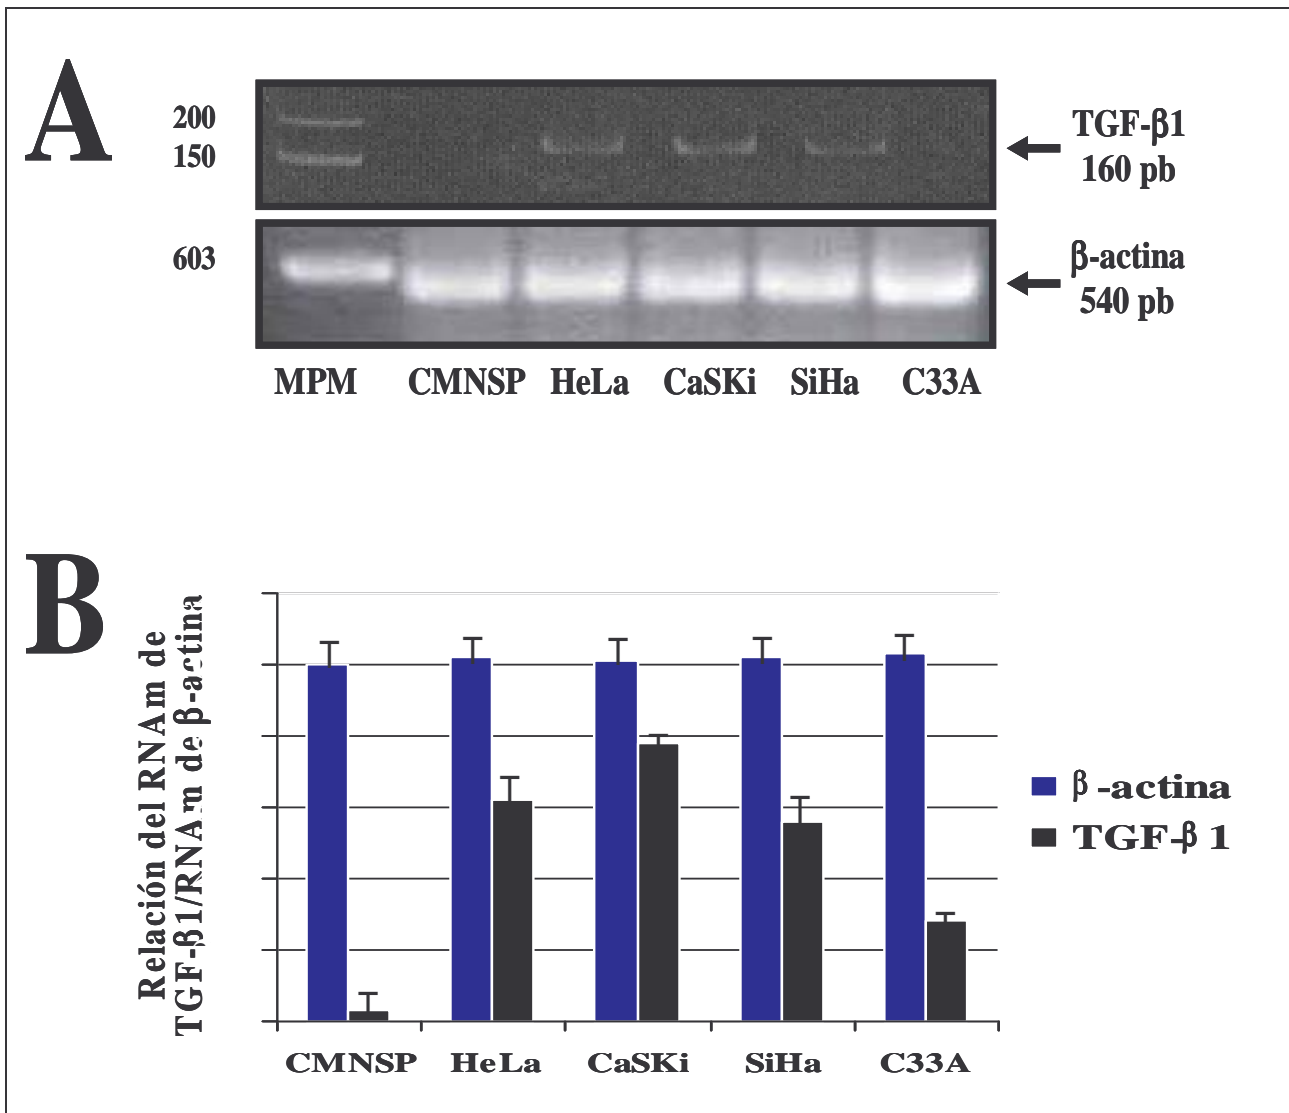 A
200
150
603
TGF-β1
160 pb
β-actina
540 pb
MPM CMNSP HeLa CaSKi SiHa C33A
B
Relación del RNAm de
TGF-β1/RNAm de β-actina
β-actina
TGF-β 1
CMNSP HeLa CaSKi SiHa C33A